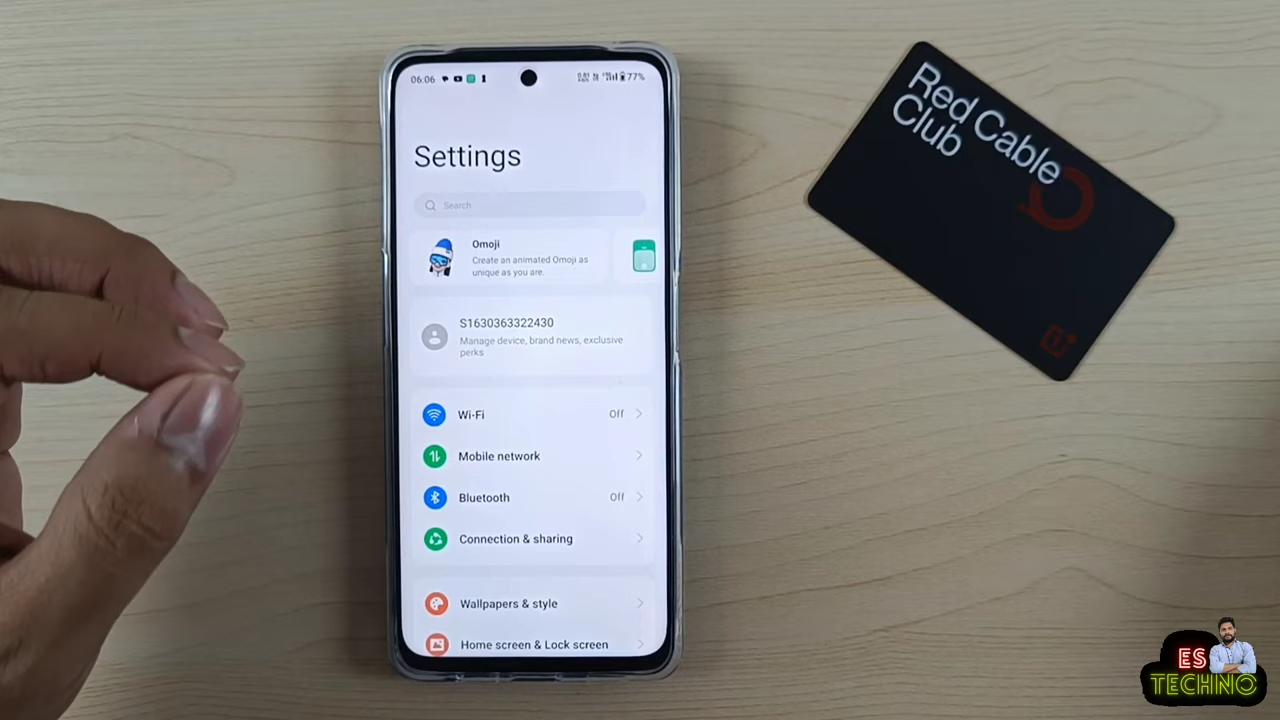 06:06
77%
Settings
Search
Omoji
Create an animated Omoji as
unique as you are.
S1630363322430
Manage device, brand news, exclusive
perks
Wi-Fi Off
Mobile network
Bluetooth Off
Connection & sharing
Wallpapers & style
Home screen & Lock screen
Red Cable
Club
ES
TECHNO